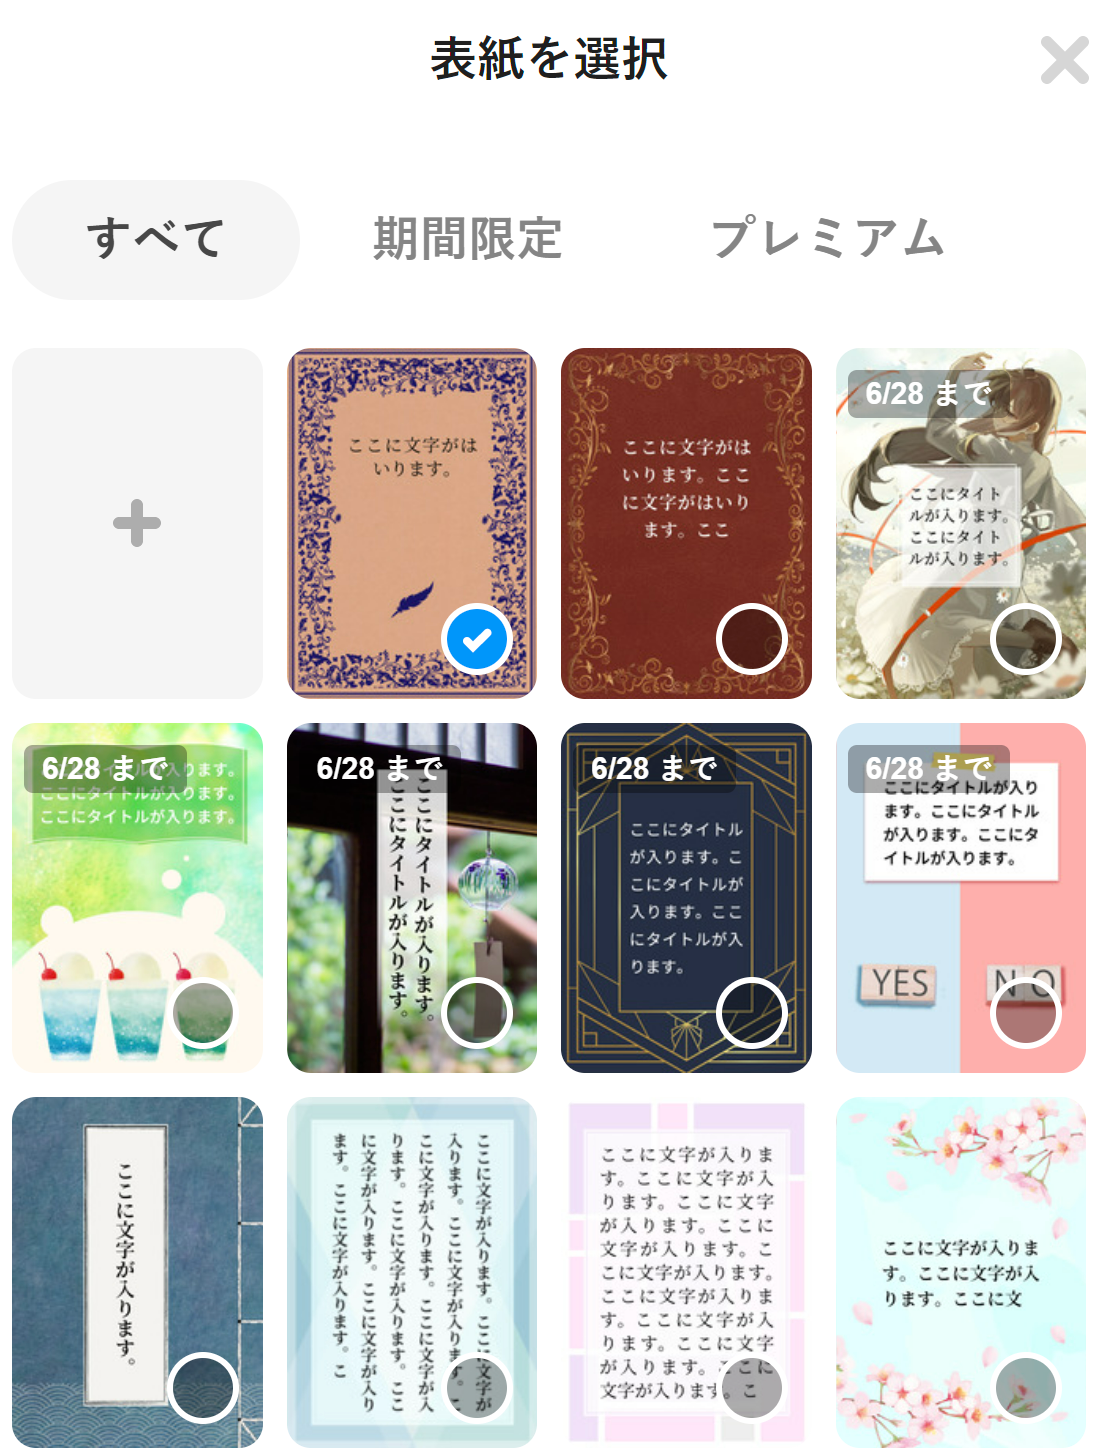 表紙を選択
すべて
期間限定
プレミアム
ここに文字がは
いります。
ここに文字がは
いります。ここ
に文字がはいり
ます。ここ
6/28 まで
ここにタイト
ルが入ります。
ここにタイト
ルが入ります。
6/28 まで
ここにタイトルが入ります。
ここにタイトルが入ります。
6/28 まで
ここにタイトルが入ります。
ここにタイトルが入ります。
6/28 まで
ここにタイトル
が入ります。こ
こにタイトルが
入ります。ここ
にタイトルが入
ります。
6/28 まで
ここにタイトルが入り
ます。ここにタイトル
が入ります。ここにタ
イトルが入ります。
YES
NO
ここに文字が入ります。
ここに文字が入ります。ここに文字が
入ります。ここに文字が入ります。こ
こに文字が入ります。ここに文字が入
ります。ここに文字が入ります。ここ
に文字が入ります。ここに文字が入り
ます。ここに文字が入ります。こ
ここに文字が入りま
す。ここに文字が入
ります。ここに文字
が入ります。ここに
文字が入ります。こ
こに文字が入ります。
ここに文字が入りま
す。ここに文字が入
ります。ここに文字
が入ります。ここに
文字が入ります。こ
ここに文字が入りま
す。ここに文字が入
ります。ここに文